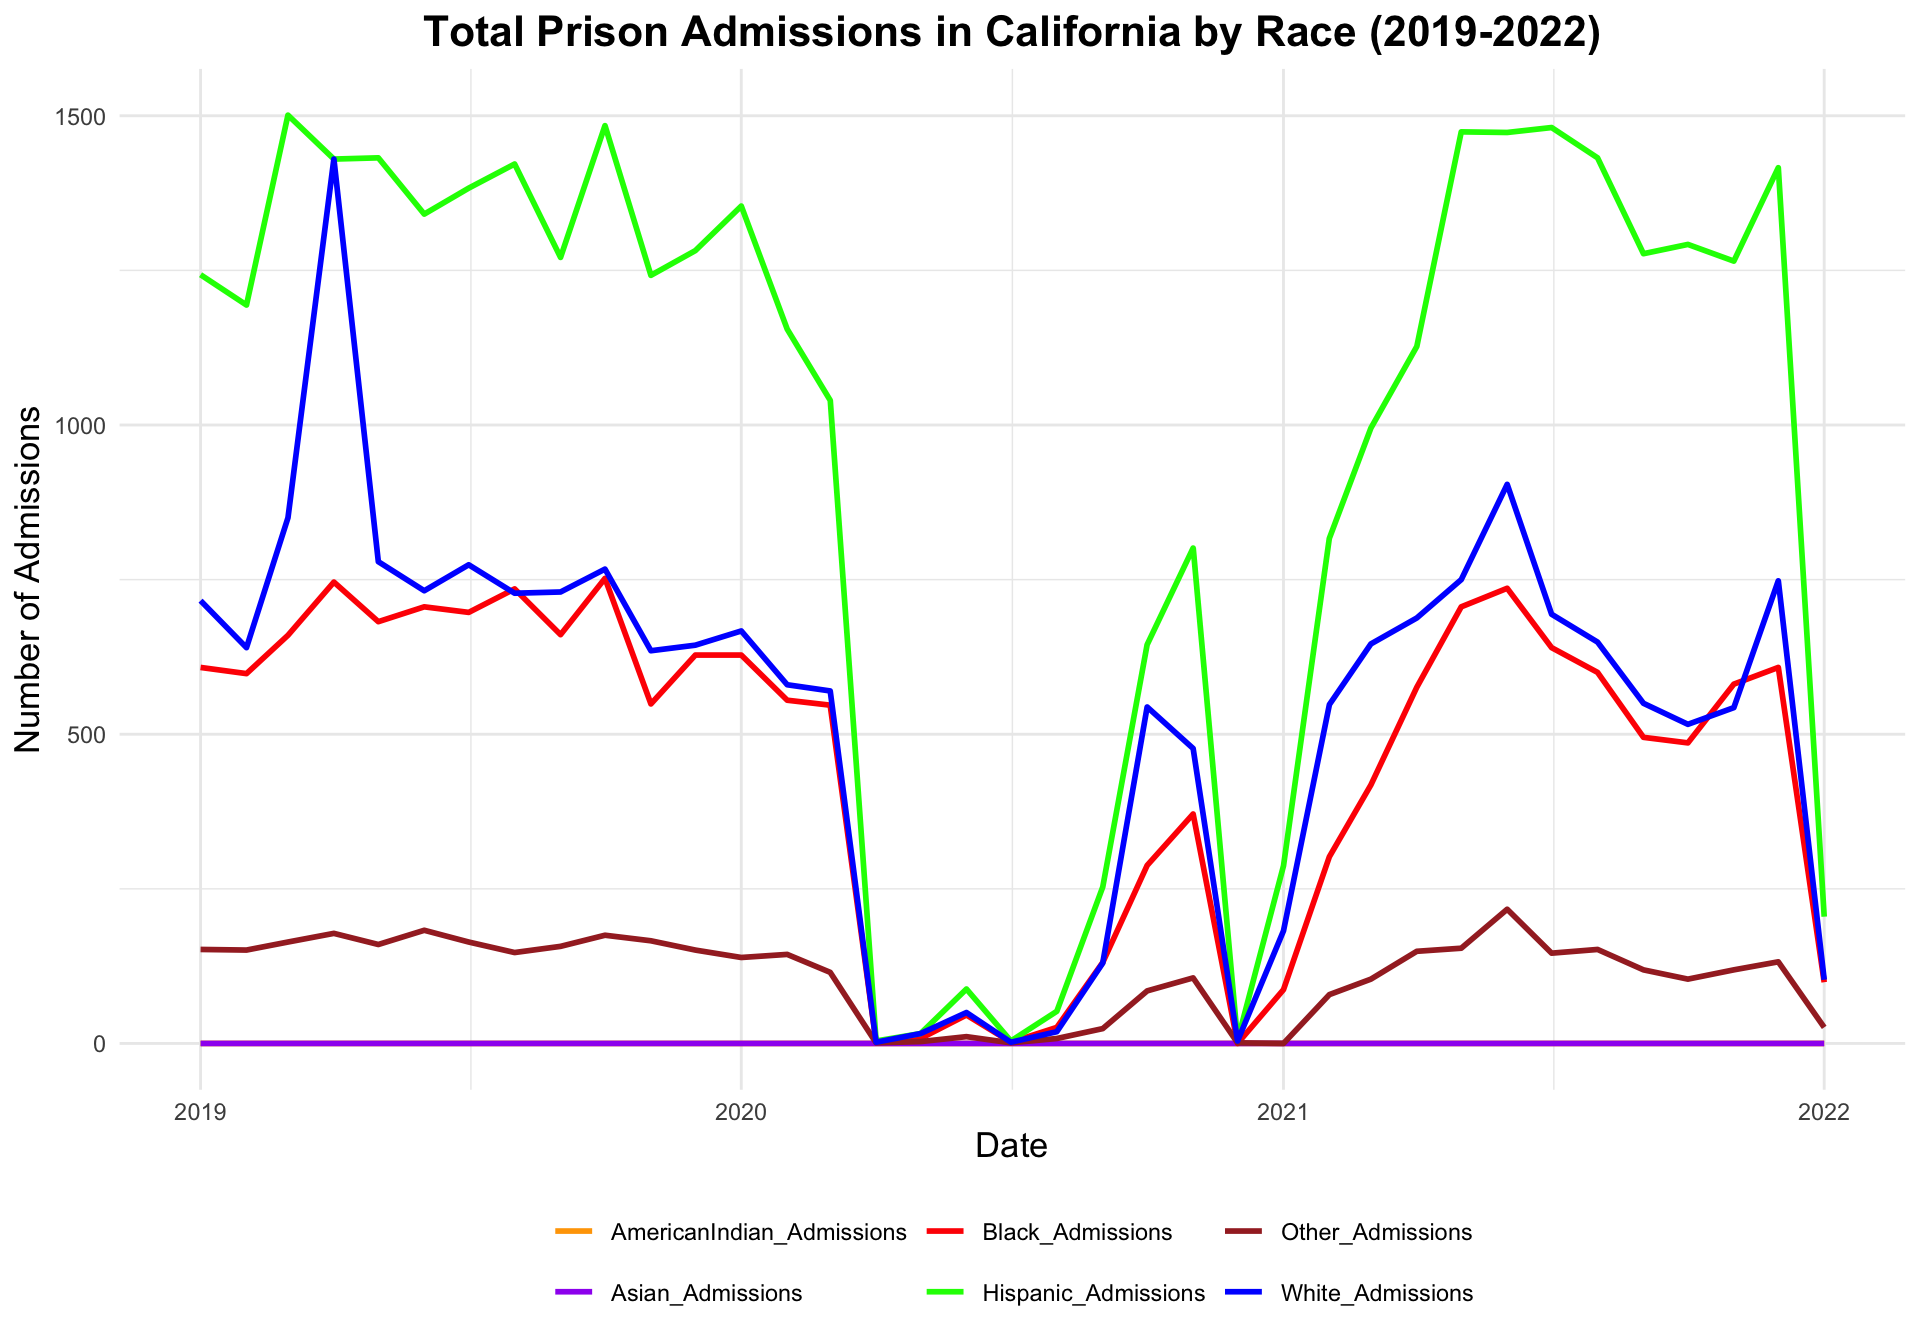 Total Prison Admissions in California by Race (2019-2022)
Number of Admissions
1500
1000
500
0
2019 2020 2021 2022
Date
AmericanIndian_Admissions Black_Admissions Other_Admissions
Asian_Admissions Hispanic_Admissions White_Admissions